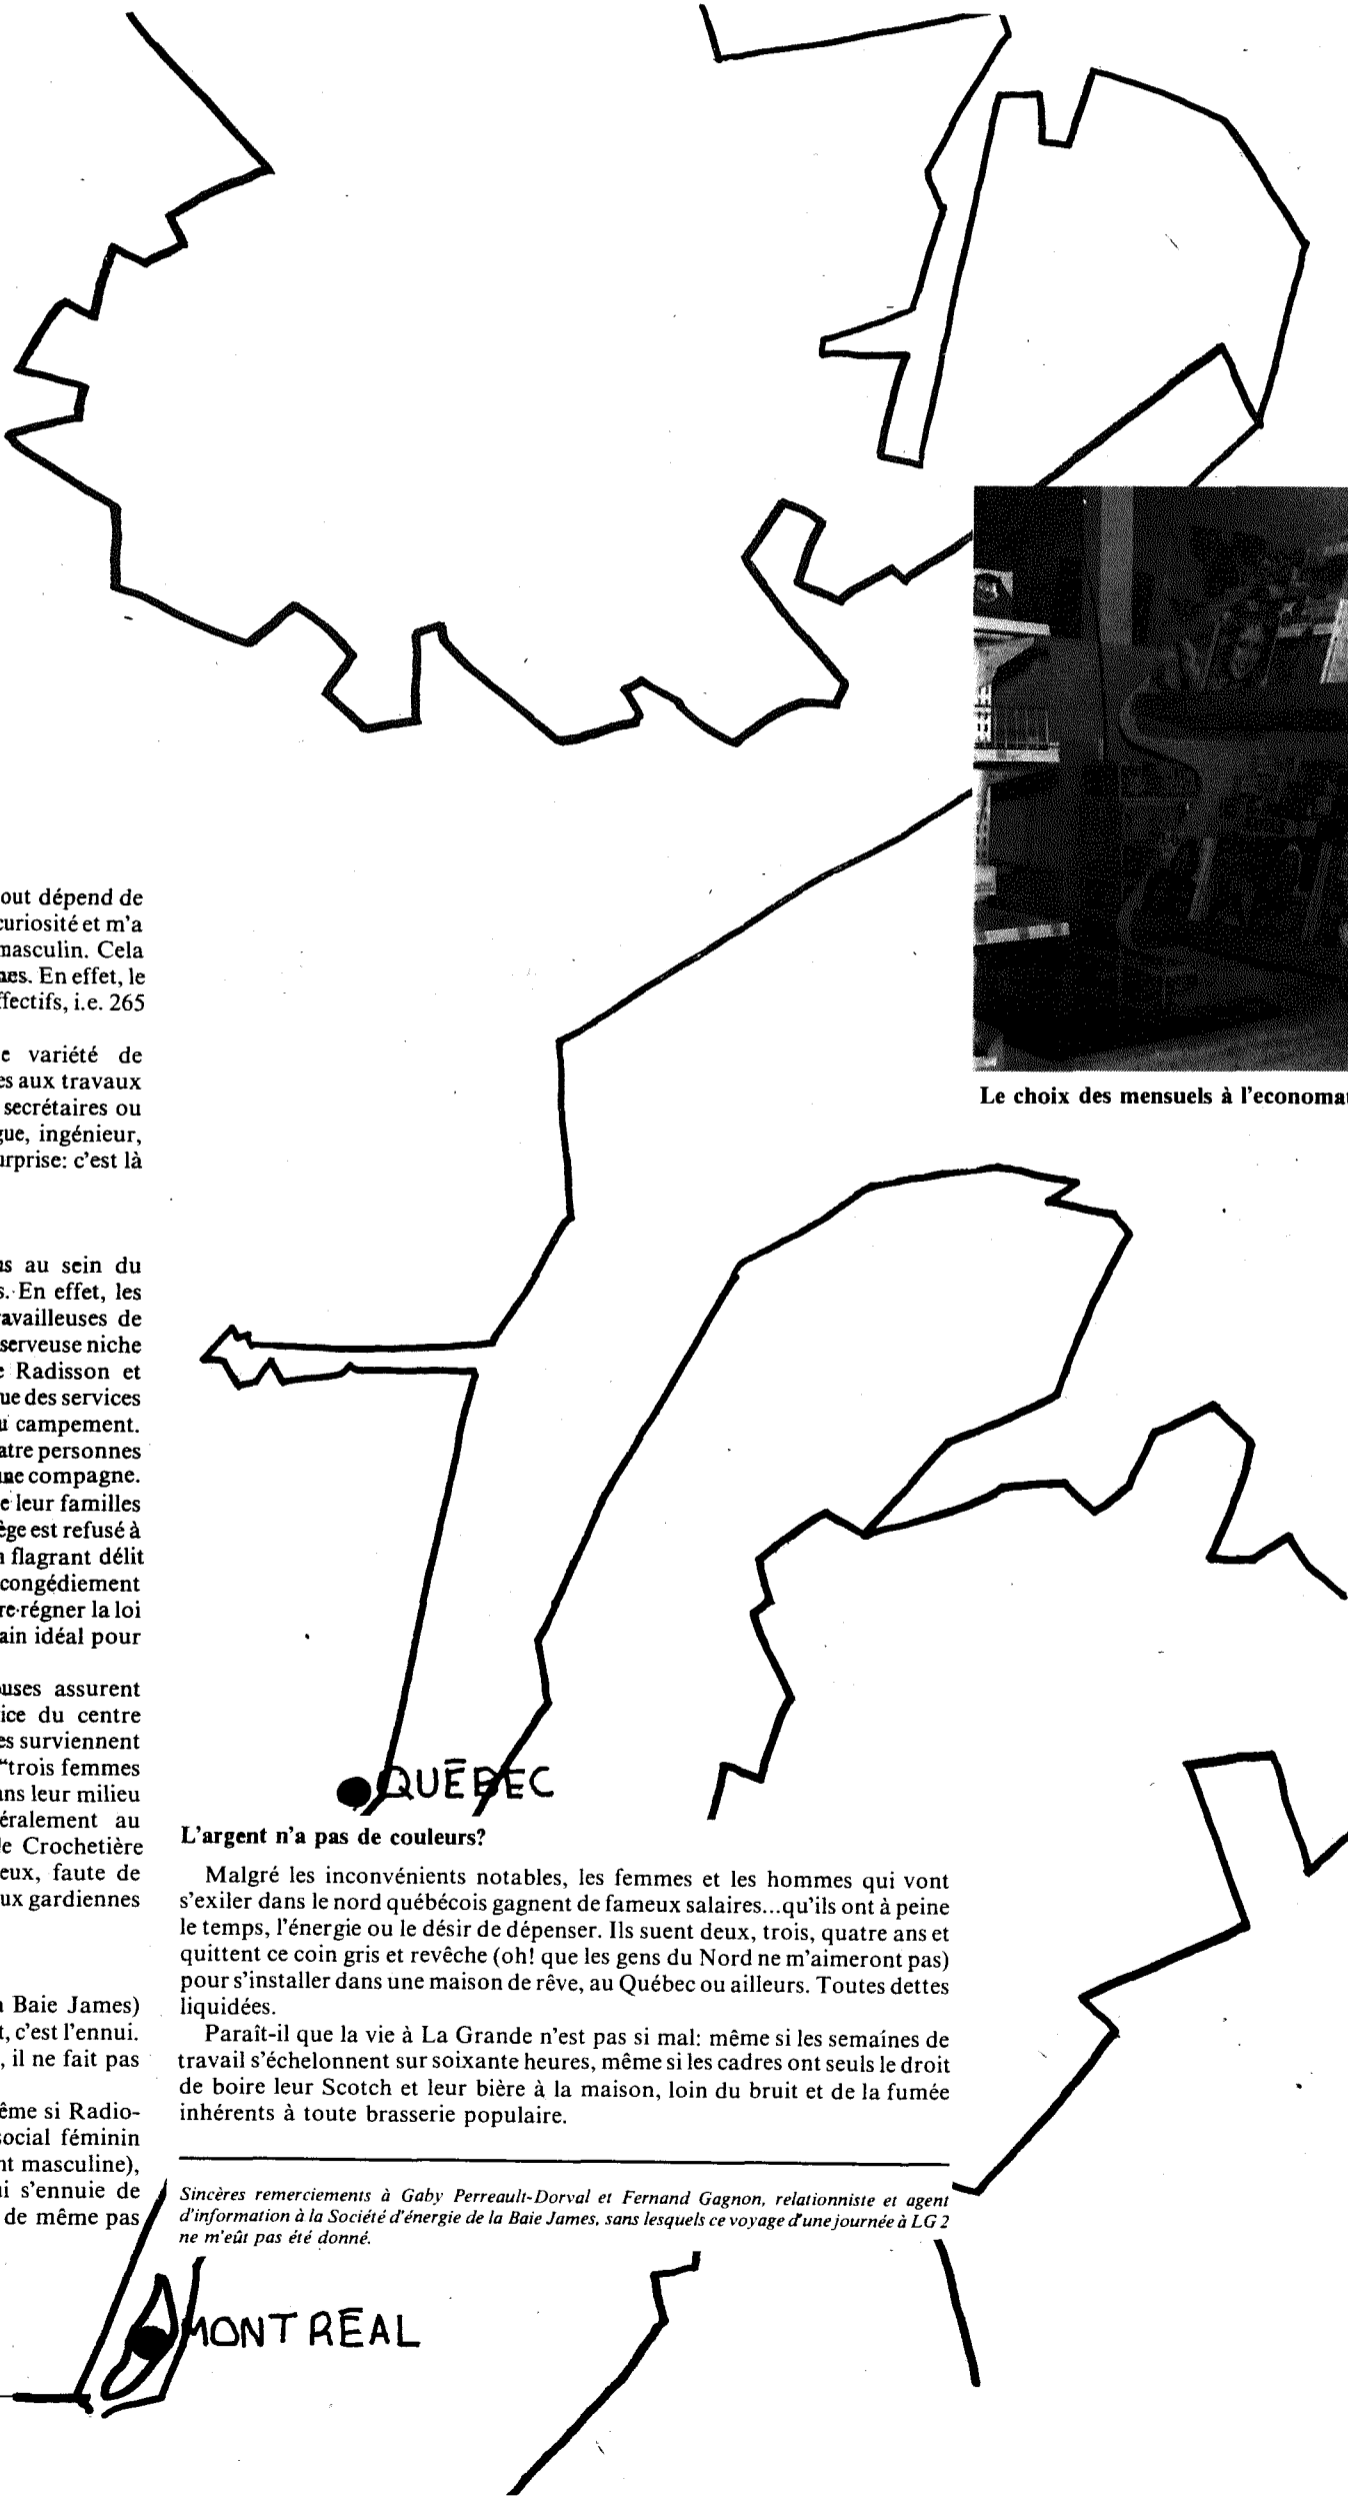 out dépend de
curiosité et m'a
masculin. Cela
nes. En effet, le
ffectifs, i.e. 265
e variété de
es aux travaux
secrétaires ou
gue, ingénieur,
urprise: c'est là
ns au sein du
s. En effet, les
ravailleuses de
serveuse niche
e Radisson et
ue des services
u campement.
atre personnes
une compagne.
e leur familles
ège est refusé à
n flagrant délit
congédiement
re régner la loi
ain idéal pour
ouses assurent
ice du centre
es surviennent
"trois femmes
ans leur milieu
éralement au
le Crochetière
eux, faute de
ux gardiennes
a Baie James)
t, c'est l'ennui.
, il ne fait pas
ême si Radio-
social féminin
nt masculine),
ui s'ennuie de
de même pas
Le choix des mensuels à l'economat
QUÉBEC
L'argent n'a pas de couleurs?
Malgré les inconvénients notables, les femmes et les hommes qui vont
s'exiler dans le nord québécois gagnent de fameux salaires...qu'ils ont à peine
le temps, l'énergie ou le désir de dépenser. Ils suent deux, trois, quatre ans et
quittent ce coin gris et revêche (oh! que les gens du Nord ne m'aimeront pas)
pour s'installer dans une maison de rêve, au Québec ou ailleurs. Toutes dettes
liquidées.
Paraît-il que la vie à La Grande n'est pas si mal: même si les semaines de
travail s'échelonnent sur soixante heures, même si les cadres ont seuls le droit
de boire leur Scotch et leur bière à la maison, loin du bruit et de la fumée
inhérents à toute brasserie populaire.
Sincères remerciements à Gaby Perreault-Dorval et Fernand Gagnon, relationniste et agent
d'information à la Société d'énergie de la Baie James, sans lesquels ce voyage d'une journée à LG 2
ne m'eût pas été donné.
MONTRÉAL